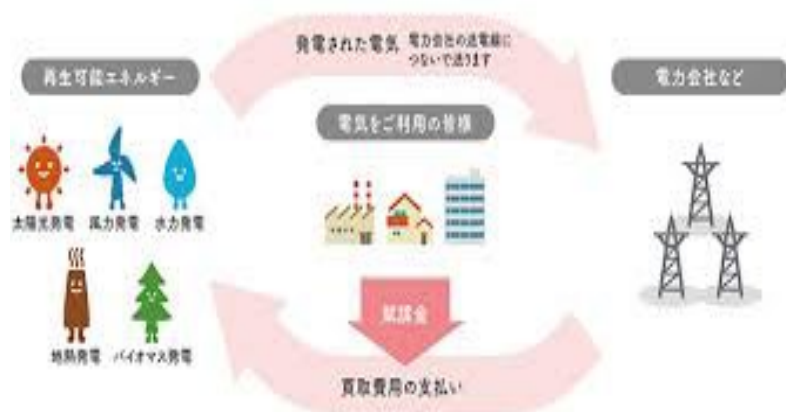 発電された電気 電力会社の送電線に
つないで送ります
再生可能エネルギー
電力会社など
電気をご利用の皆様
太陽光発電 風力発電 水力発電
地熱発電 バイオマス発電
賦課金
買取費用の支払い